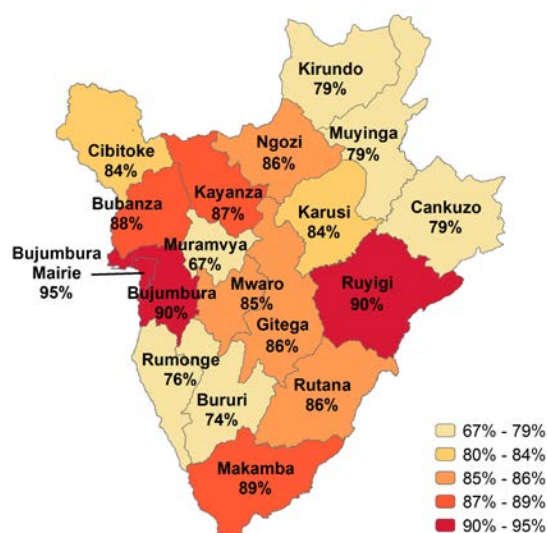 Kirundo
79%
Muyinga
79%
Ngozi
86%
Cibitoke
84%
Kayanza
87%
Bubanza
88%
Karusi
84%
Cankuzo
79%
Muramvya
67%
Bujumbura
Mairie
95%
Bujumbura
90%
Mwaro
85%
Ruyigi
90%
Gitega
86%
Rumonge
76%
Bururi
74%
Rutana
86%
Makamba
89%
67% - 79%
80% - 84%
85% - 86%
87% - 89%
90% - 95%